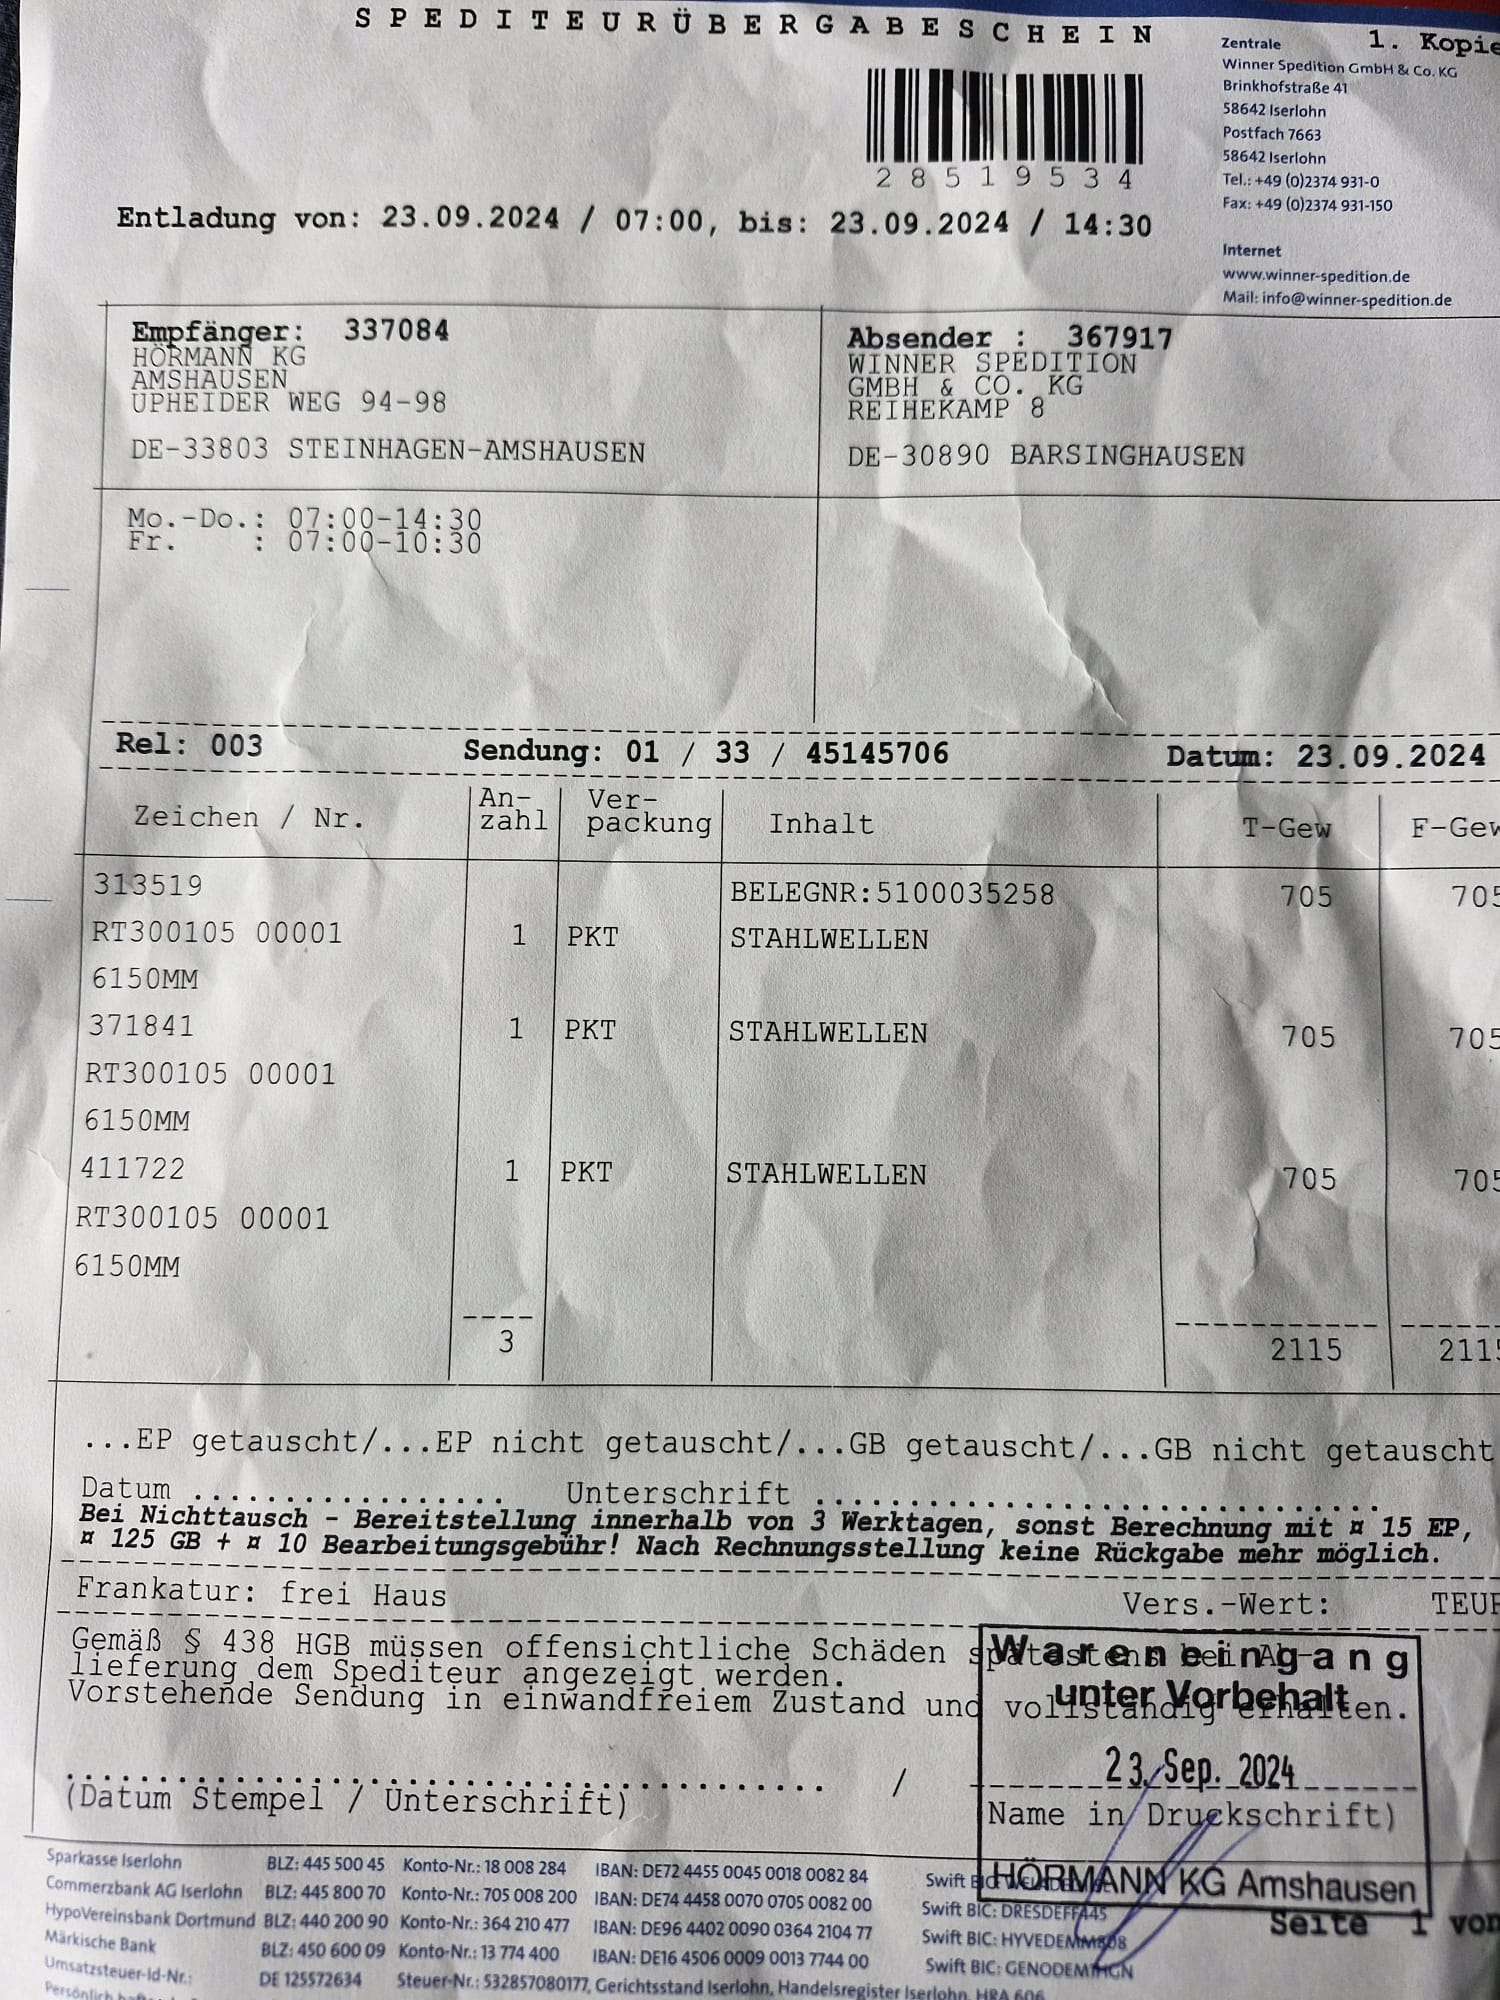 SPEDITEURÜBERGABESCHEIN
1. Kopie
Zentrale
Winner Spedition GmbH & Co. KG
Brinkhofstraße 41
58642 Iserlohn
Postfach 7663
58642 Iserlohn
Tel.: +49 (0)2374 931-0
Fax: +49 (0)2374 931-150
Internet
www.winner-spedition.de
Mail: info@winner-spedition.de
28519534
Entladung von: 23.09.2024 / 07:00, bis: 23.09.2024 / 14:30
Empfänger: 337084
HÖRMANN KG
AMSHAUSEN
UPHEIDER WEG 94-98
DE-33803 STEINHAGEN-AMSHAUSEN
Absender : 367917
WINNER SPEDITION
GMBH & CO. KG
REIHEKAMP 8
DE-30890 BARSINGHAUSEN
Mo.-Do.: 07:00-14:30
Fr. : 07:00-10:30
Rel: 003 Sendung: 01 / 33 / 45145706 Datum: 23.09.2024
Zeichen / Nr. An-zahl Ver-packung Inhalt T-Gew F-Gew
313519 BELEGNR:5100035258 705 705
RT300105 00001 1 PKT STAHLWELLEN
6150MM
371841 1 PKT STAHLWELLEN 705 705
RT300105 00001
6150MM
411722 1 PKT STAHLWELLEN 705 705
RT300105 00001
6150MM
3 2115 2115
...EP getauscht/...EP nicht getauscht/...GB getauscht/...GB nicht getauscht
Datum ................. Unterschrift ...............................
Bei Nichttausch - Bereitstellung innerhalb von 3 Werktagen, sonst Berechnung mit ¤ 15 EP,
¤ 125 GB + ¤ 10 Bearbeitungsgebühr! Nach Rechnungsstellung keine Rückgabe mehr möglich.
Frankatur: frei Haus Vers.-Wert: TEUR
Gemäß § 438 HGB müssen offensichtliche Schäden spätestens bei Ab-
lieferung dem Spediteur angezeigt werden.
Vorstehende Sendung in einwandfreiem Zustand und vollständig erhalten.
Wareneingang
unter Vorbehalt
23. Sep. 2024
HÖRMANN KG Amshausen
(Datum Stempel / Unterschrift) / Name in Druckschrift)
Seite 1 von
Sparkasse Iserlohn BLZ: 445 500 45 Konto-Nr.: 18 008 284 IBAN: DE72 4455 0045 0018 0082 84 Swift
Commerzbank AG Iserlohn BLZ: 445 800 70 Konto-Nr.: 705 008 200 IBAN: DE74 4458 0070 0705 0082 00 Swift BIC: DRESDEFF445
HypoVereinsbank Dortmund BLZ: 440 200 90 Konto-Nr.: 364 210 477 IBAN: DE96 4402 0090 0364 2104 77 Swift BIC: HYVEDEMM808
Märkische Bank BLZ: 450 600 09 Konto-Nr.: 13 774 400 IBAN: DE16 4506 0009 0013 7744 00 Swift BIC: GENODEM1HGN
Umsatzsteuer-Id-Nr.: DE 125572634 Steuer-Nr.: 532857080177, Gerichtsstand Iserlohn, Handelsregister Iserlohn, HRA 606